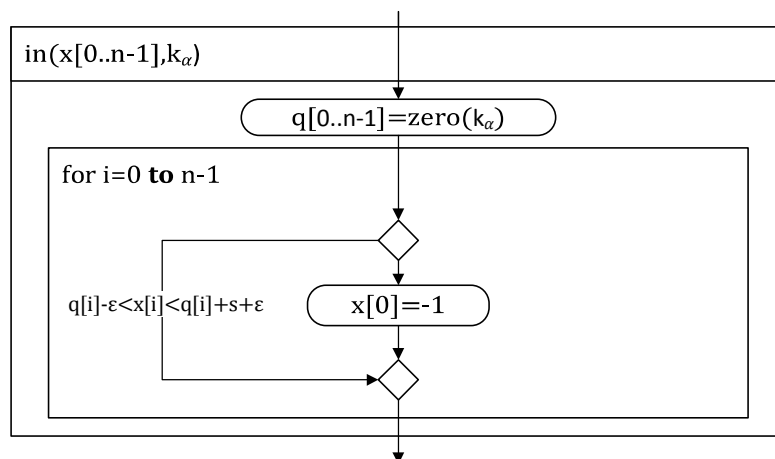 in(x[0..n-1],kα)
q[0..n-1]=zero(kα)
for i=0 to n-1
q[i]-ε<x[i]<q[i]+s+ε
x[0]=-1